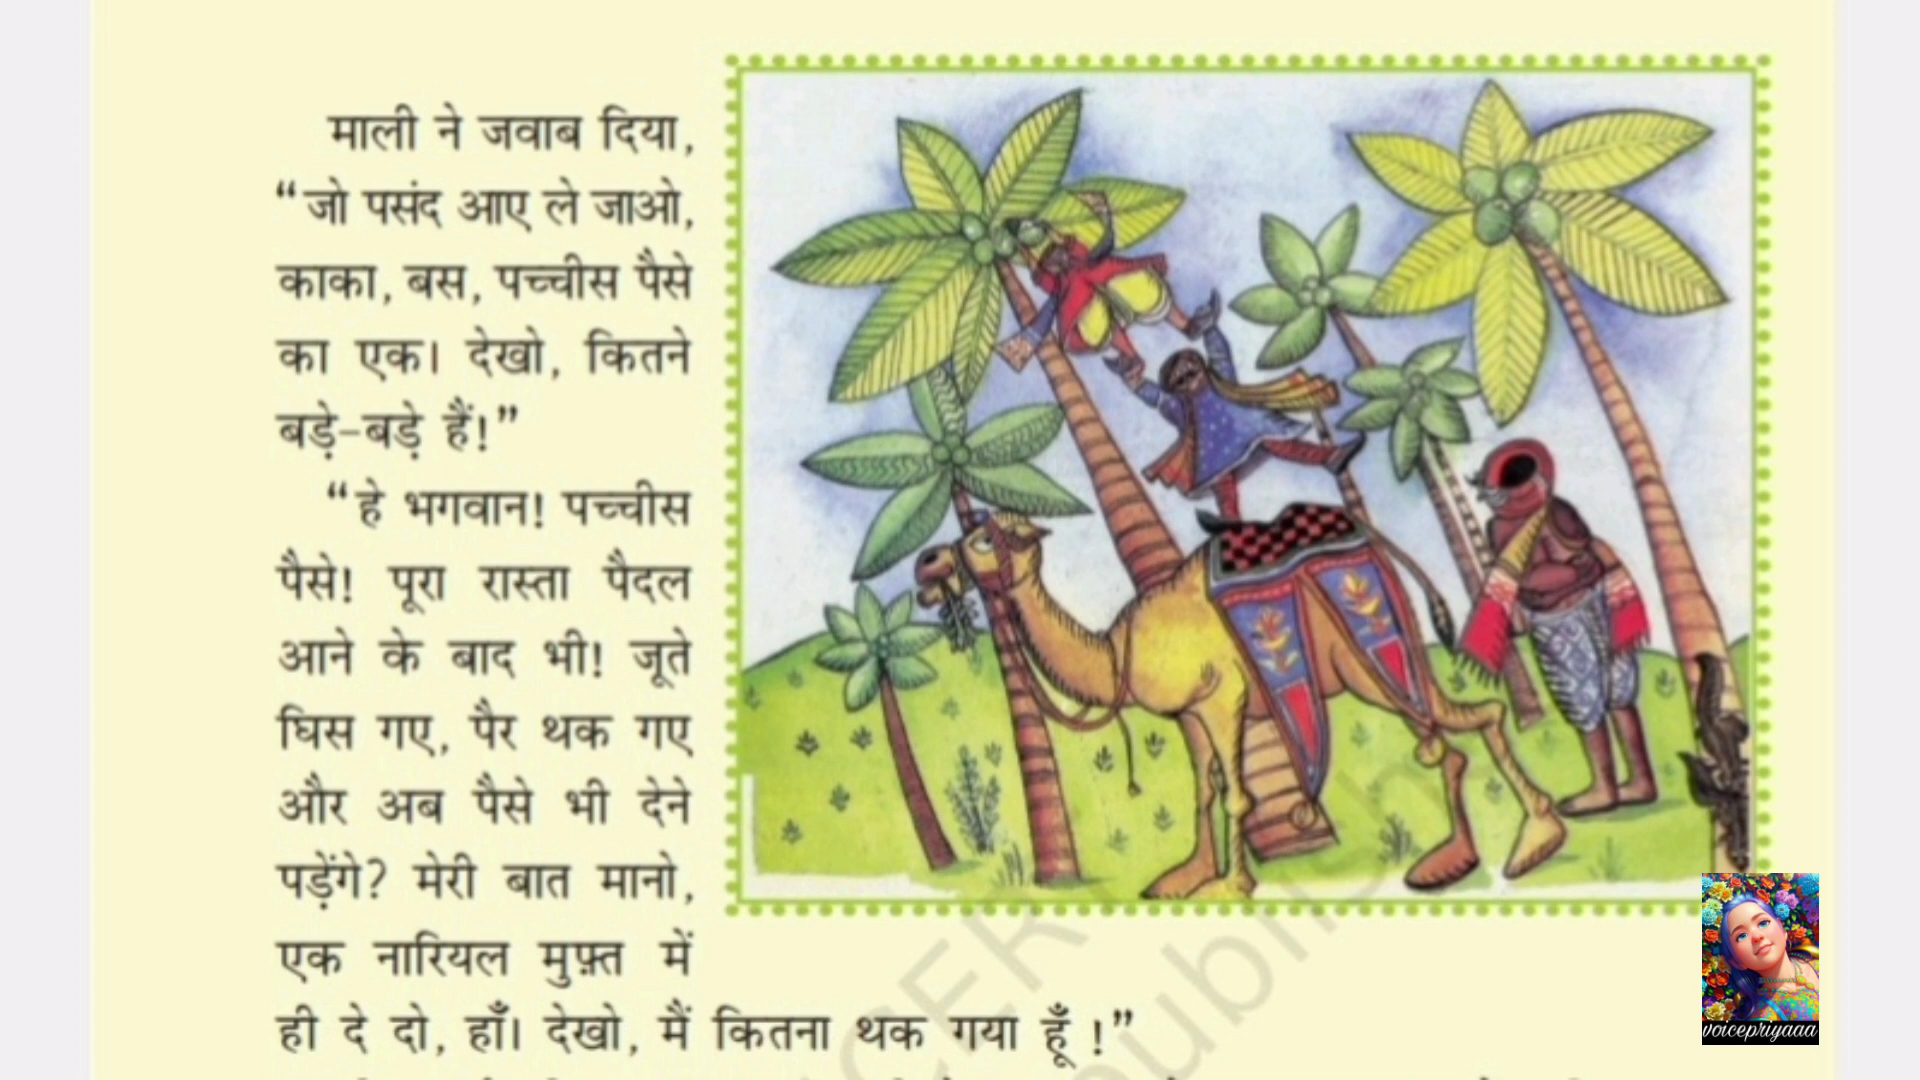 माली ने जवाब दिया,
“जो पसंद आए ले जाओ,
काका, बस, पच्चीस पैसे
का एक। देखो, कितने
बड़े-बड़े हैं!”
“हे भगवान! पच्चीस
पैसे! पूरा रास्ता पैदल
आने के बाद भी! जूते
घिस गए, पैर थक गए
और अब पैसे भी देने
पड़ेंगे? मेरी बात मानो,
एक नारियल मुफ़्त में
ही दे दो, हाँ। देखो, मैं कितना थक गया हूँ !”
voicepriyaaa